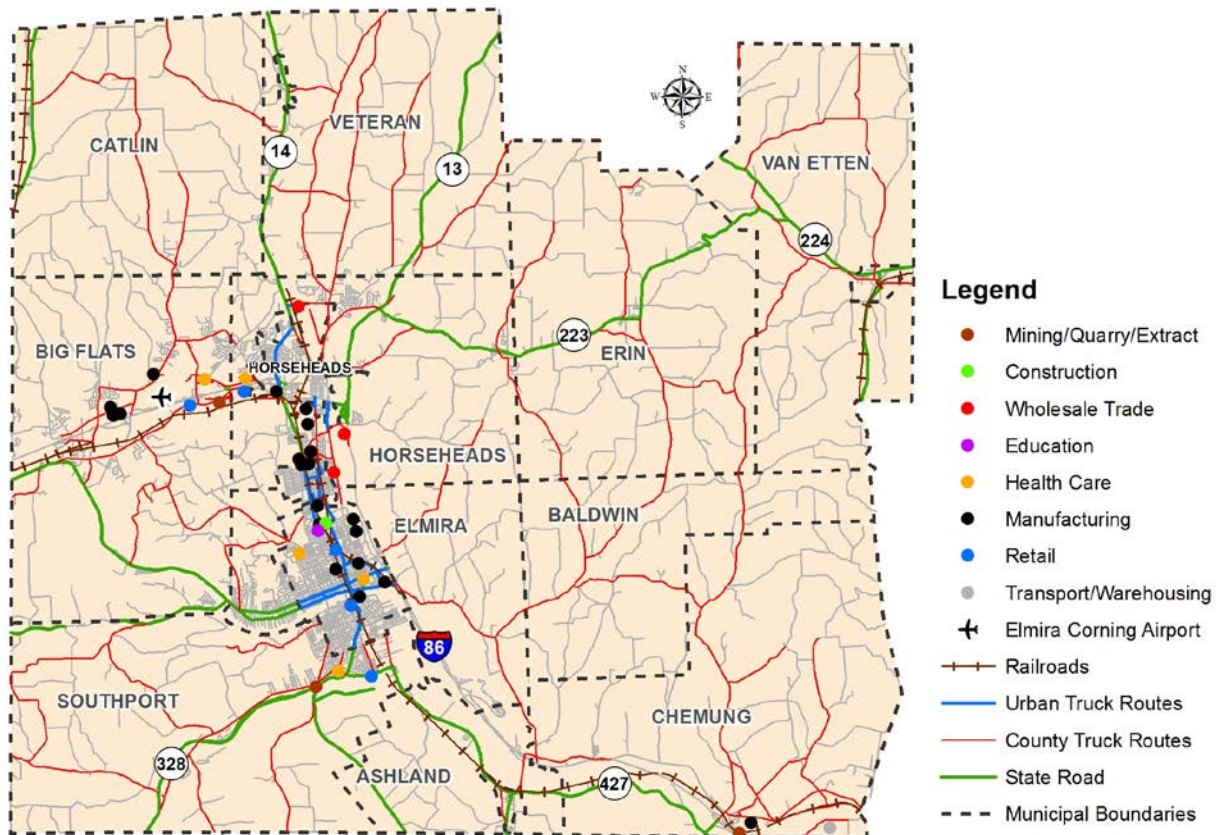 N
W E
S
VETERAN
CATLIN
14
13
VAN ETTEN
224
BIG FLATS
HORSEHEADS
223
ERIN
HORSEHEADS
ELMIRA
BALDWIN
86
SOUTHPORT
CHEMUNG
328
ASHLAND
427
Legend
Mining/Quarry/Extract
Construction
Wholesale Trade
Education
Health Care
Manufacturing
Retail
Transport/Warehousing
Elmira Corning Airport
Railroads
Urban Truck Routes
County Truck Routes
State Road
Municipal Boundaries